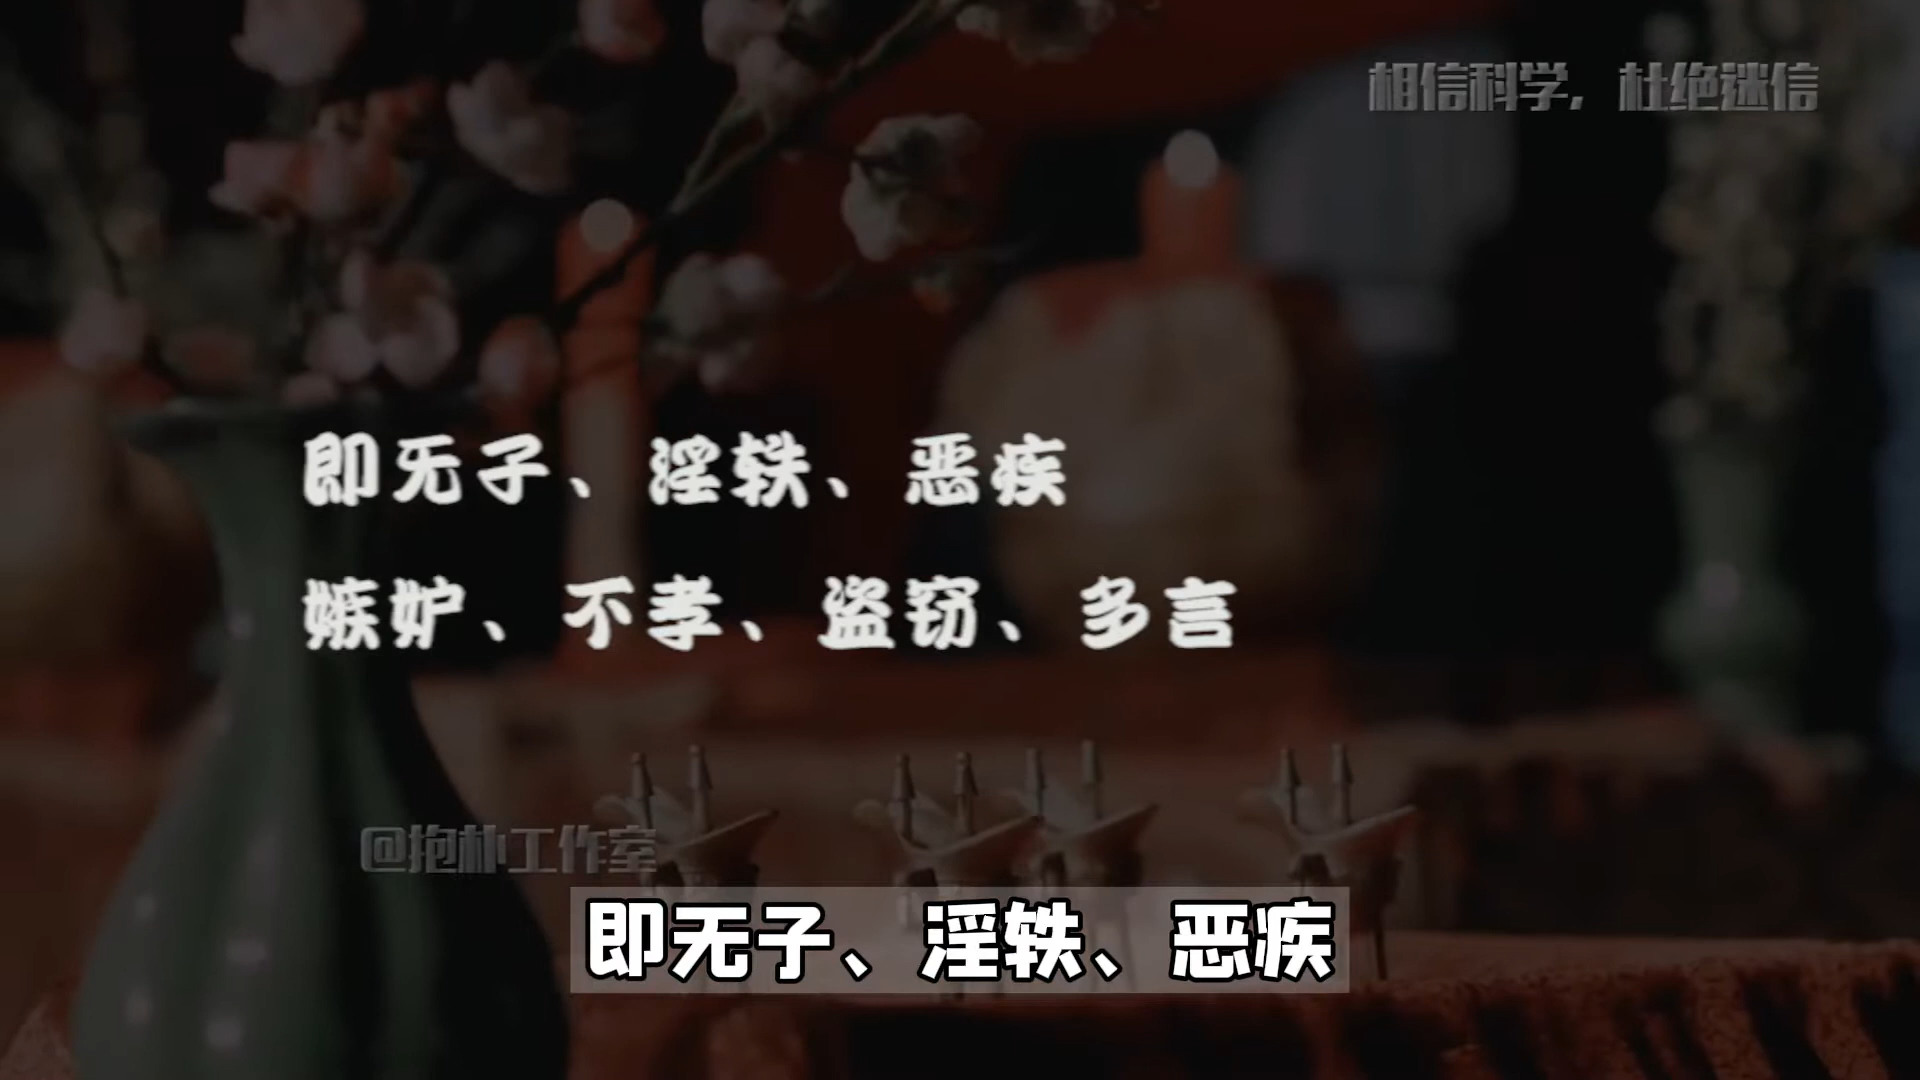 相信科学，杜绝迷信
即无子、淫轶、恶疾
嫉妒、不孝、盗窃、多言
@抱朴工作室
即无子、淫轶、恶疾